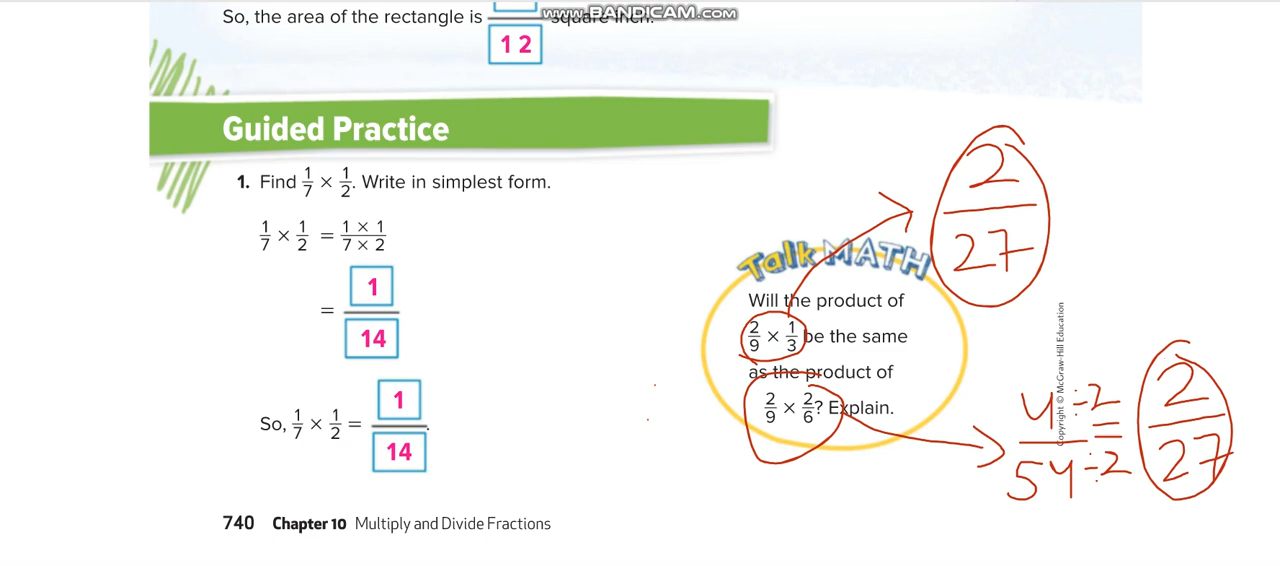 www.BANDICAM.com
So, the area of the rectangle is —— square inch.
12
Guided Practice
1. Find 1/7 × 1/2. Write in simplest form.
1/7 × 1/2 = 1 × 1 / 7 × 2
= 1/14
So, 1/7 × 1/2 = 1/14.
Talk MATH
Will the product of
2/9 × 1/3 be the same
as the product of
2/9 × 2/6? Explain.
2/27
4 ÷ 2 / 54 ÷ 2 = 2/27
Copyright © McGraw-Hill Education
740 Chapter 10 Multiply and Divide Fractions